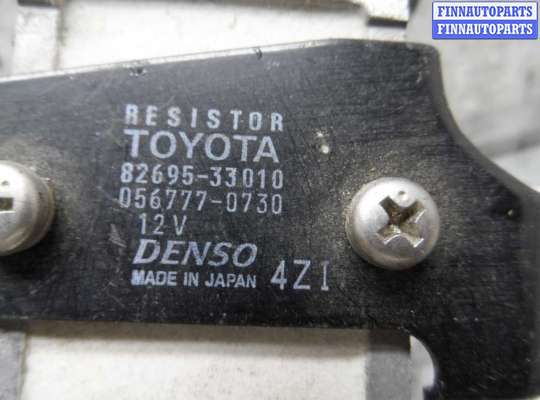 FINNAUTOPARTS
FINNAUTOPARTS
RESISTOR
TOYOTA
82695-33010
056777-0730
12V
DENSO
MADE IN JAPAN 4ZI